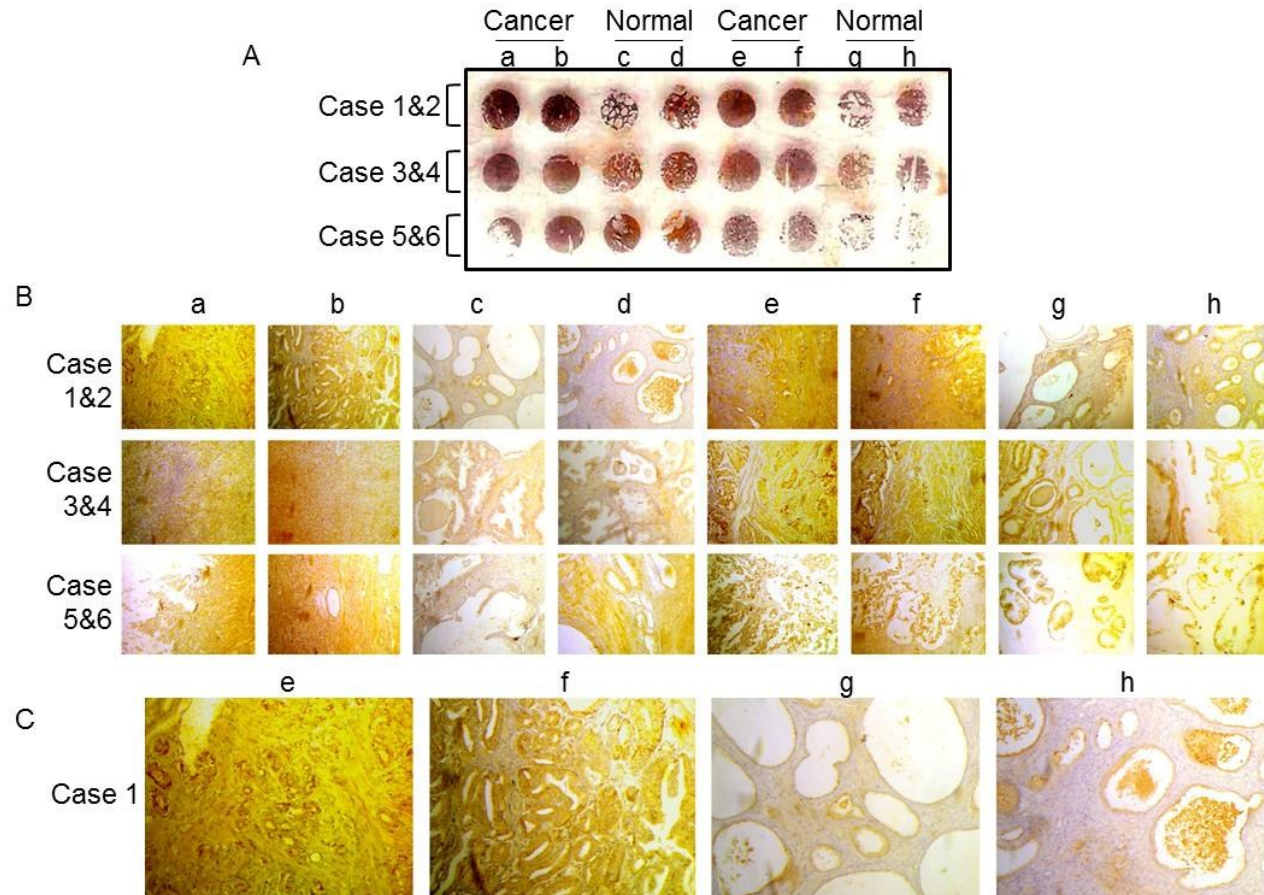 Cancer Normal Cancer Normal
A a b c d e f g h
Case 1&2
Case 3&4
Case 5&6
B a b c d e f g h
Case
1&2
Case
3&4
Case
5&6
e f g h
C
Case 1